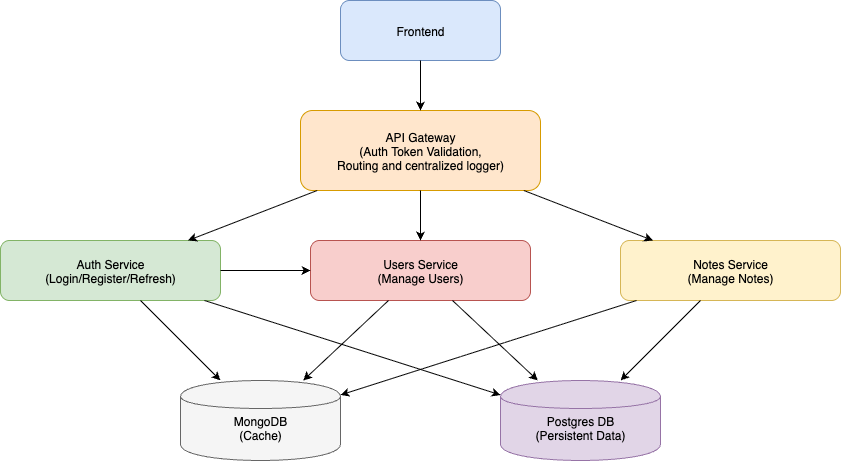 Frontend
API Gateway
(Auth Token Validation,
Routing and centralized logger)
Auth Service
(Login/Register/Refresh)
Users Service
(Manage Users)
Notes Service
(Manage Notes)
MongoDB
(Cache)
Postgres DB
(Persistent Data)